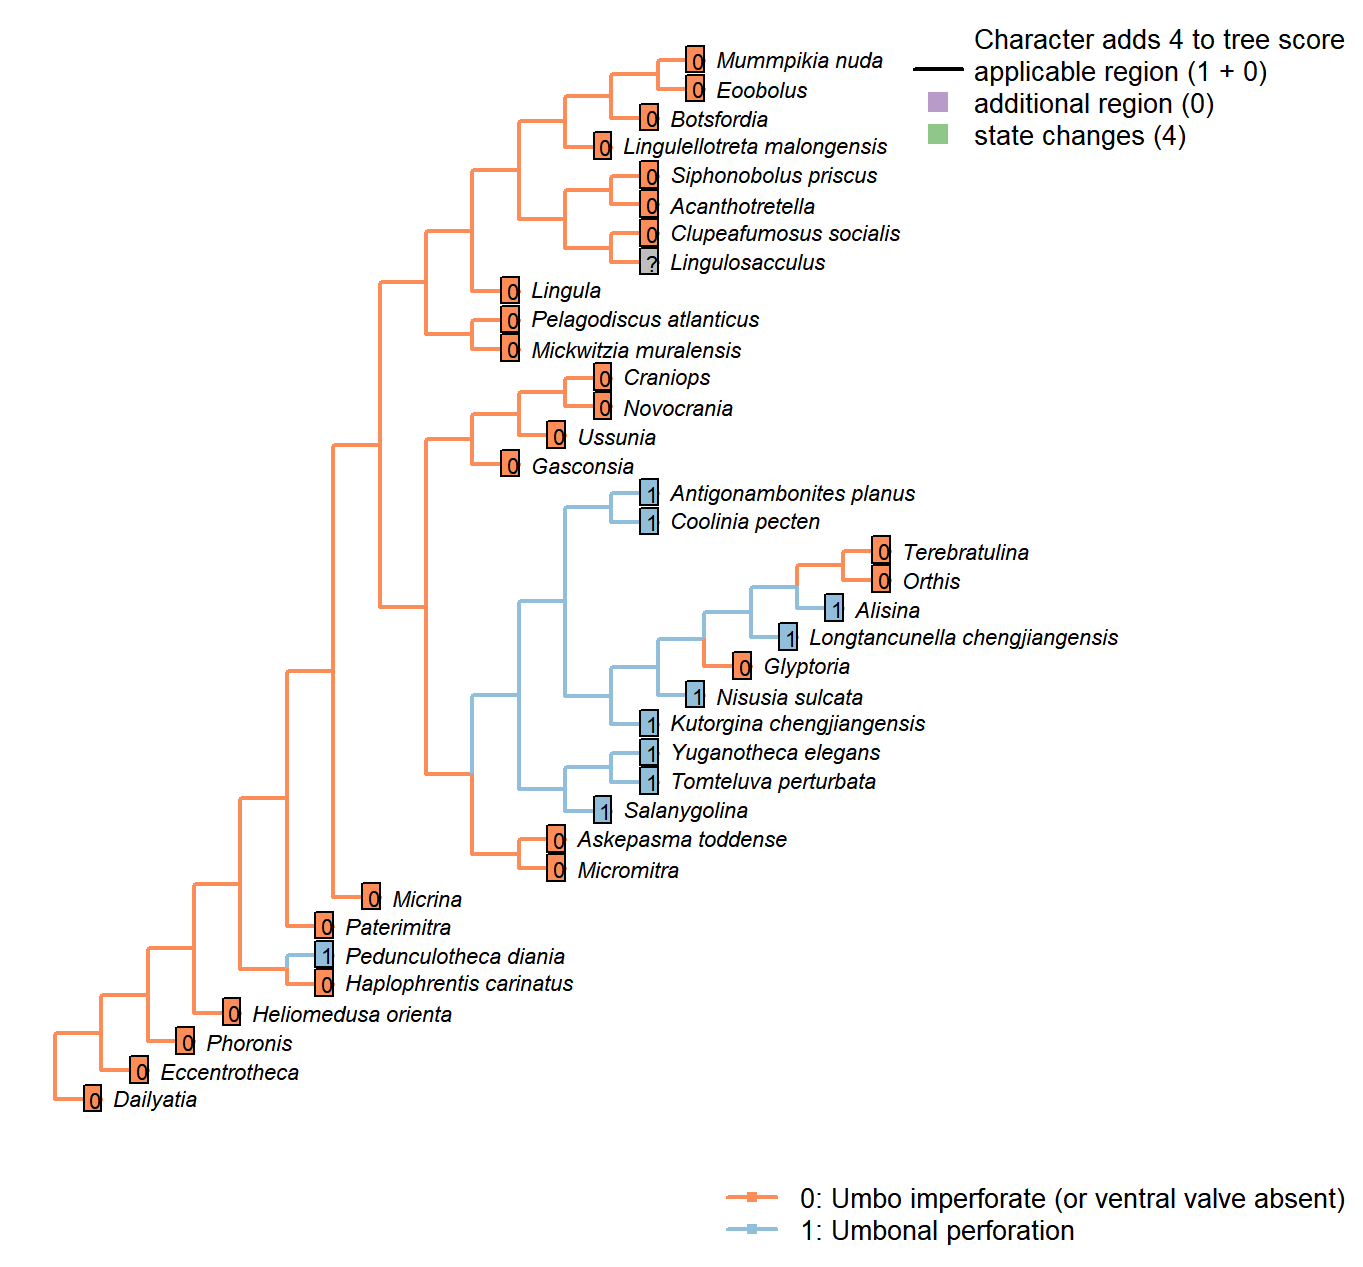 Character adds 4 to tree score
applicable region (1 + 0)
additional region (0)
state changes (4)
0 Mummpikia nuda
0 Eoobolus
0 Botsfordia
0 Lingulellotreta malongensis
0 Siphonobolus priscus
0 Acanthotretella
0 Clupeafumosus socialis
? Lingulosacculus
0 Lingula
0 Pelagodiscus atlanticus
0 Mickwitzia muralensis
0 Craniops
0 Novocrania
0 Ussunia
0 Gasconsia
1 Antigonambonites planus
1 Coolinia pecten
0 Terebratulina
0 Orthis
1 Alisina
1 Longtancunella chengjiangensis
0 Glyptoria
1 Nisusia sulcata
1 Kutorgina chengjiangensis
1 Yuganotheca elegans
1 Tomteluva perturbata
1 Salanygolina
0 Askepasma toddense
0 Micromitra
0 Micrina
0 Paterimitra
1 Pedunculotheca diania
0 Haplophrentis carinatus
0 Heliomedusa orienta
0 Phoronis
0 Eccentrotheca
0 Dailyatia
0: Umbo imperforate (or ventral valve absent)
1: Umbonal perforation